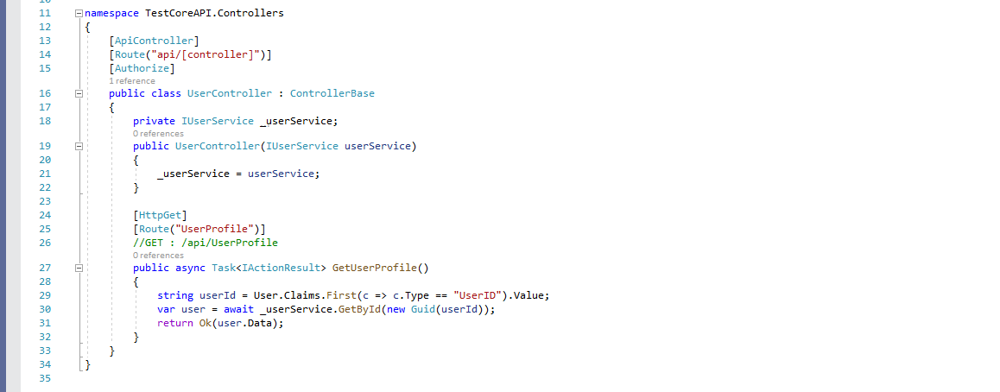 11 namespace TestCoreAPI.Controllers
12 {
13 [ApiController]
14 [Route("api/[controller]")]
15 [Authorize]
1 reference
16 public class UserController : ControllerBase
17 {
18 private IUserService _userService;
0 references
19 public UserController(IUserService userService)
20 {
21 _userService = userService;
22 }
23
24 [HttpGet]
25 [Route("UserProfile")]
26 //GET : /api/UserProfile
0 references
27 public async Task<IActionResult> GetUserProfile()
28 {
29 string userId = User.Claims.First(c => c.Type == "UserID").Value;
30 var user = await _userService.GetById(new Guid(userId));
31 return Ok(user.Data);
32 }
33 }
34 }
35